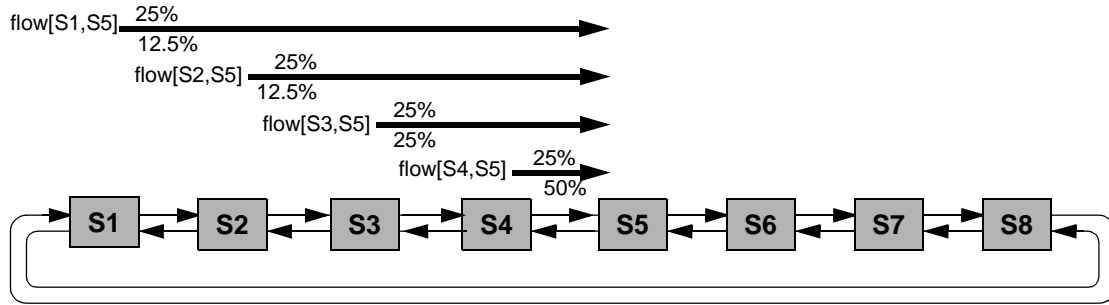 flow[S1,S5] 25%
12.5%
flow[S2,S5] 25%
12.5%
flow[S3,S5] 25%
25%
flow[S4,S5] 25%
50%
S1 S2 S3 S4 S5 S6 S7 S8